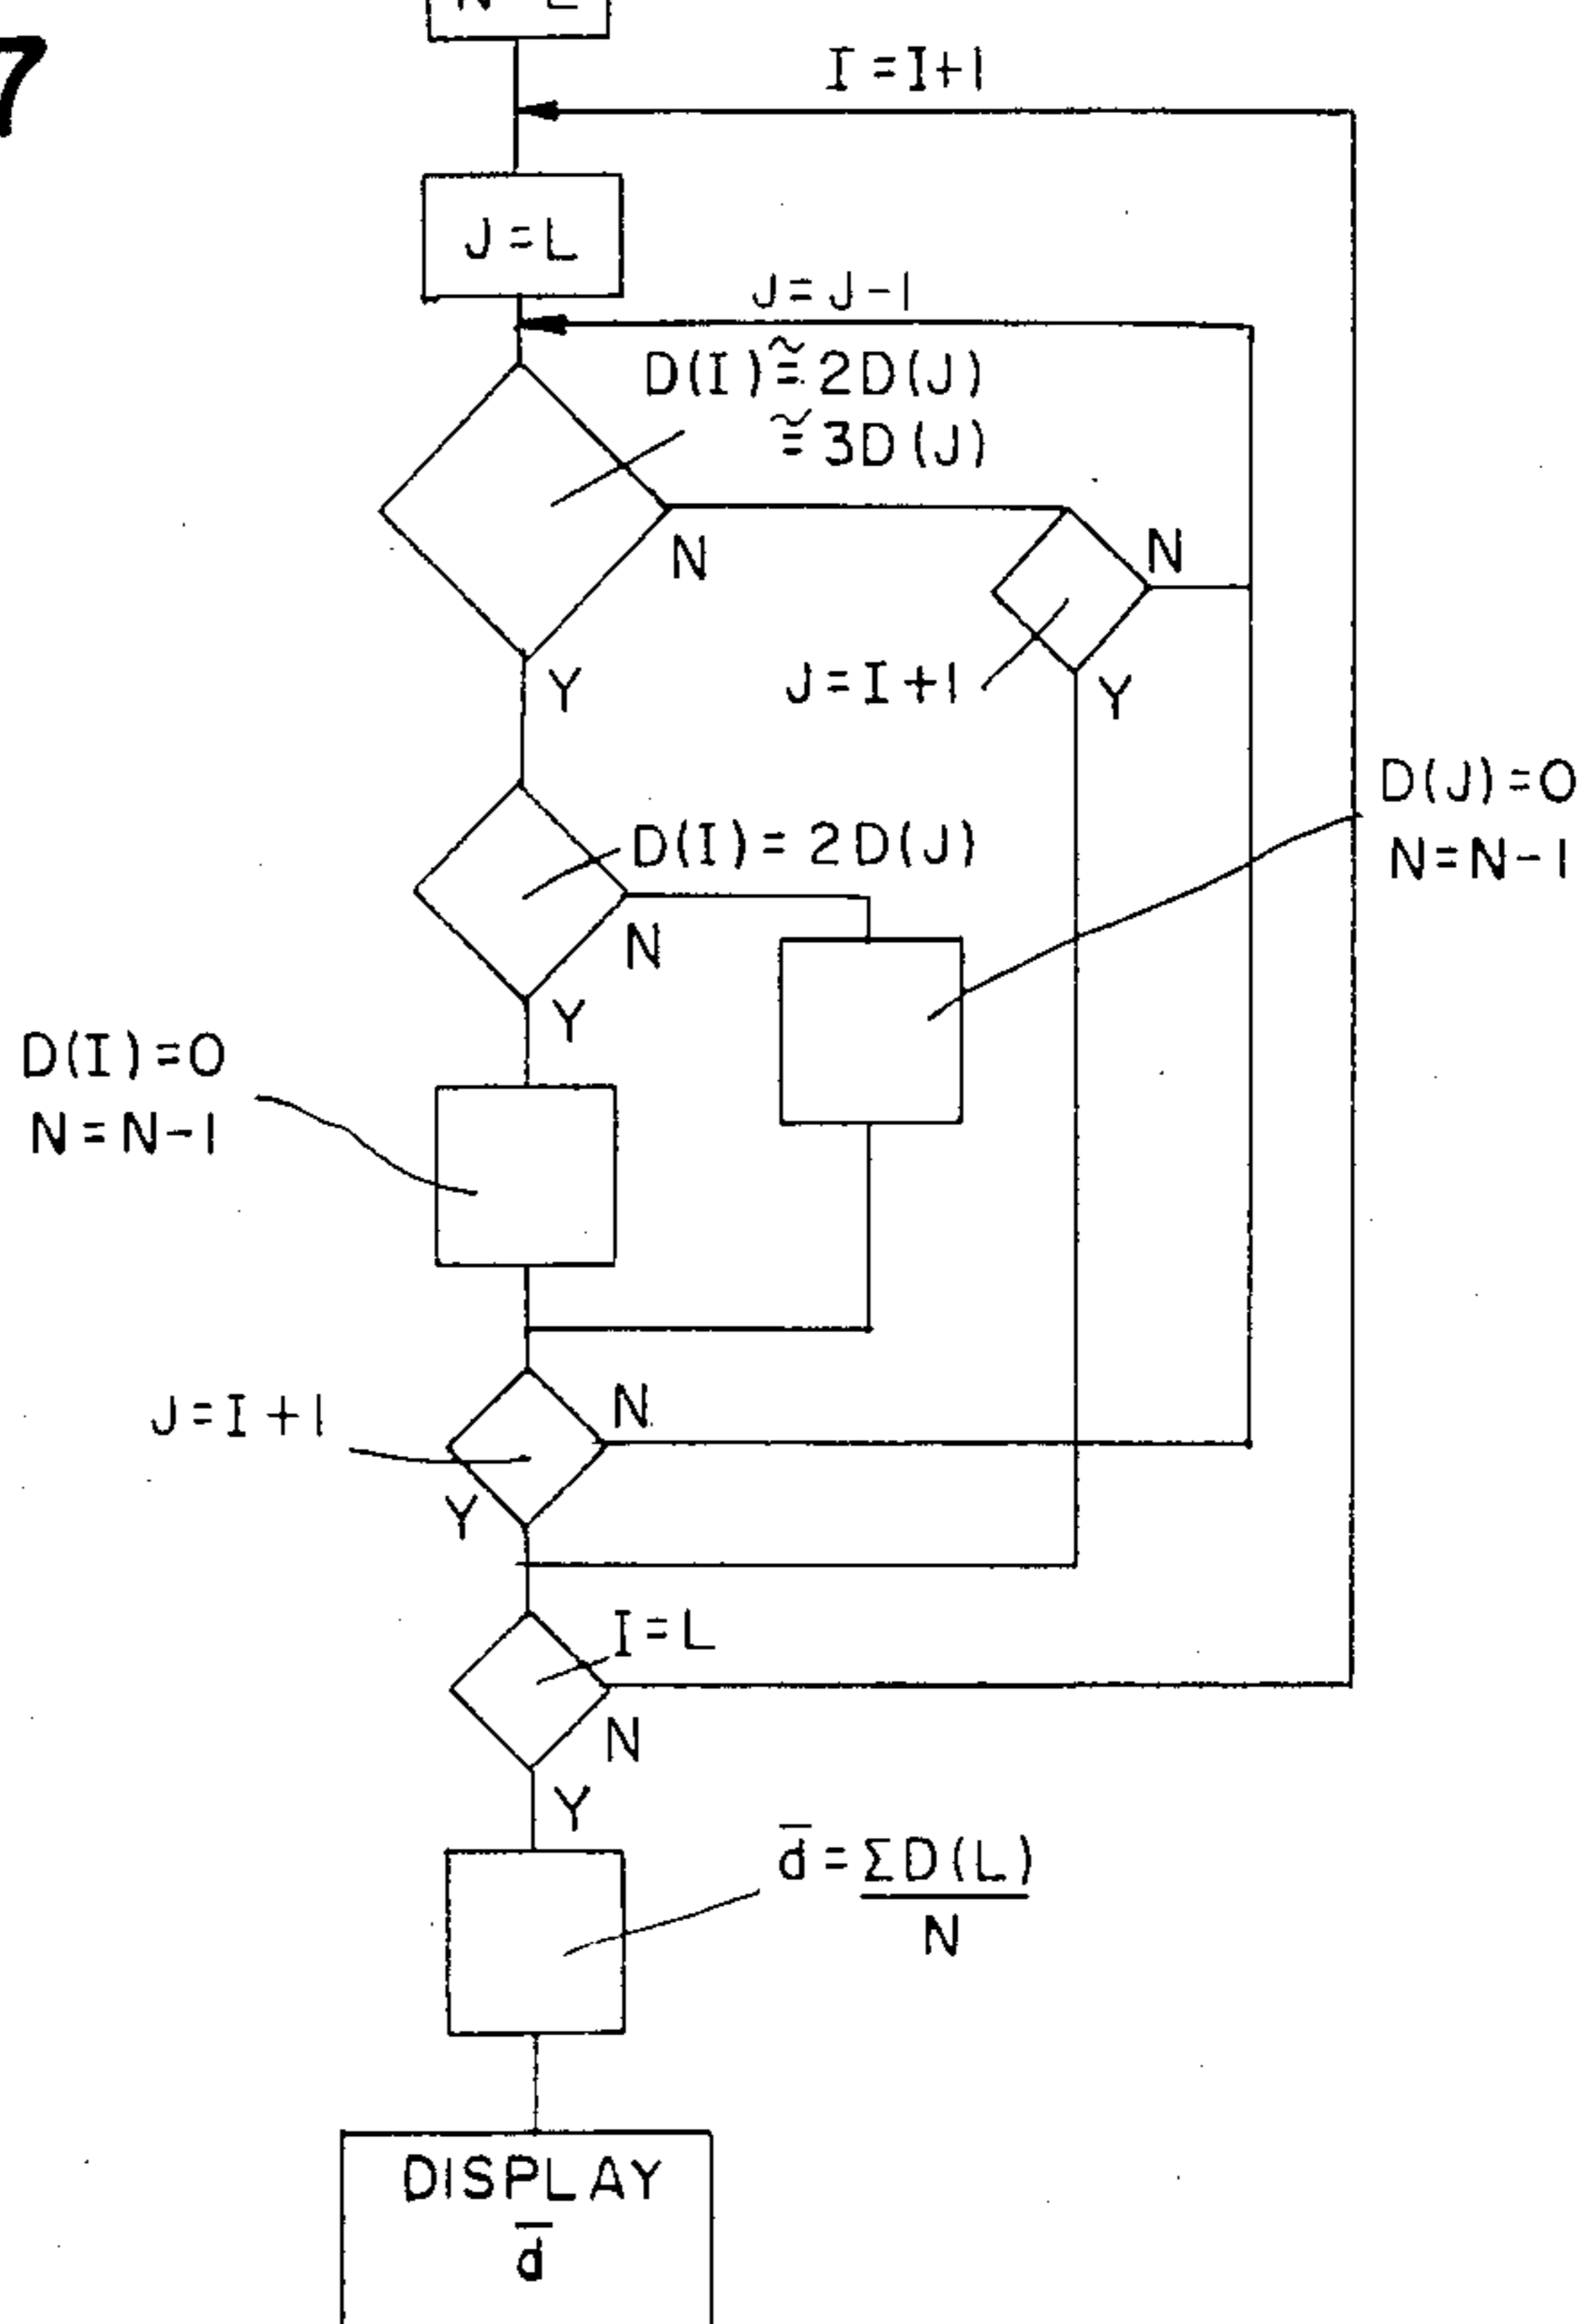 7
I=I+1
J=L
J=J-1
D(I)≅2D(J)
≅3D(J)
N
N
J=I+1
Y
Y
D(J)=0
N=N-1
D(I)=2D(J)
N
Y
D(I)=0
N=N-1
J=I+1
N
Y
I=L
N
Y
d̅=ΣD(L)
N
DISPLAY
d̅